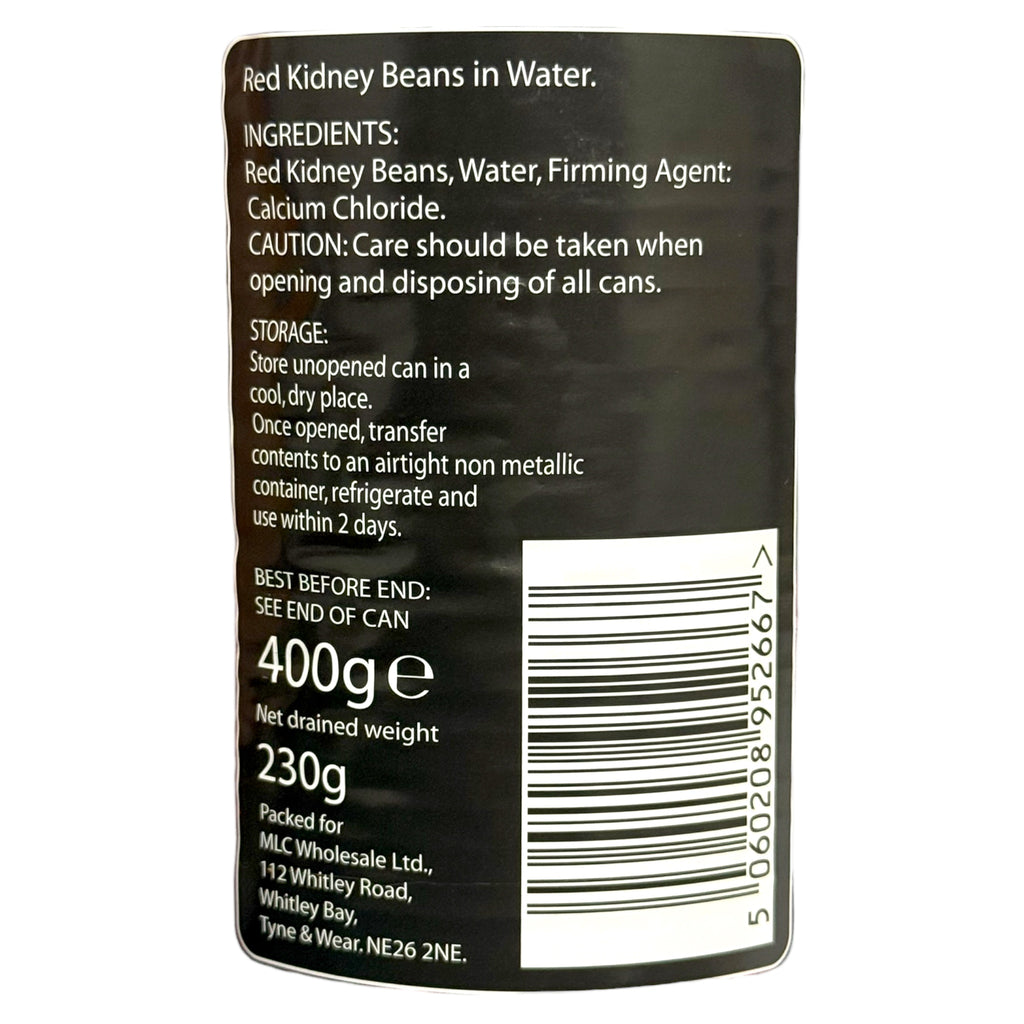 Red Kidney Beans in Water.
INGREDIENTS:
Red Kidney Beans, Water, Firming Agent:
Calcium Chloride.
CAUTION: Care should be taken when
opening and disposing of all cans.
STORAGE:
Store unopened can in a
cool, dry place.
Once opened, transfer
contents to an airtight non metallic
container, refrigerate and
use within 2 days.
BEST BEFORE END:
SEE END OF CAN
400g ℮
Net drained weight
230g
Packed for
MLC Wholesale Ltd.,
112 Whitley Road,
Whitley Bay,
Tyne & Wear. NE26 2NE.
5 060208 952667 >